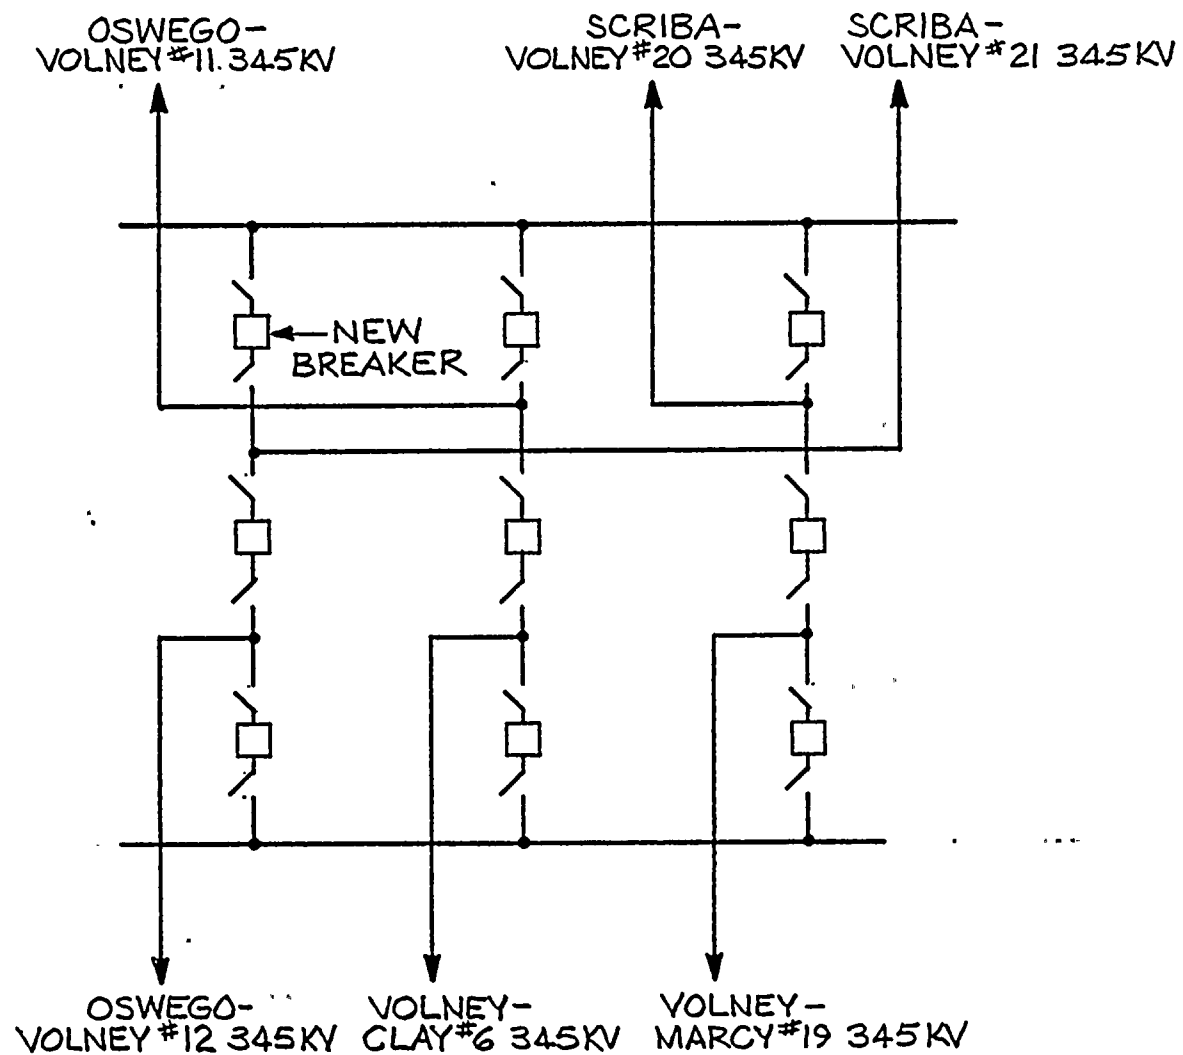 OSWEGO-
VOLNEY #11 345KV
SCRIBA-
VOLNEY #20 345KV
SCRIBA-
VOLNEY #21 345KV
NEW
BREAKER
OSWEGO-
VOLNEY #12 345KV
VOLNEY-
CLAY #6 345KV
VOLNEY-
MARCY #19 345KV